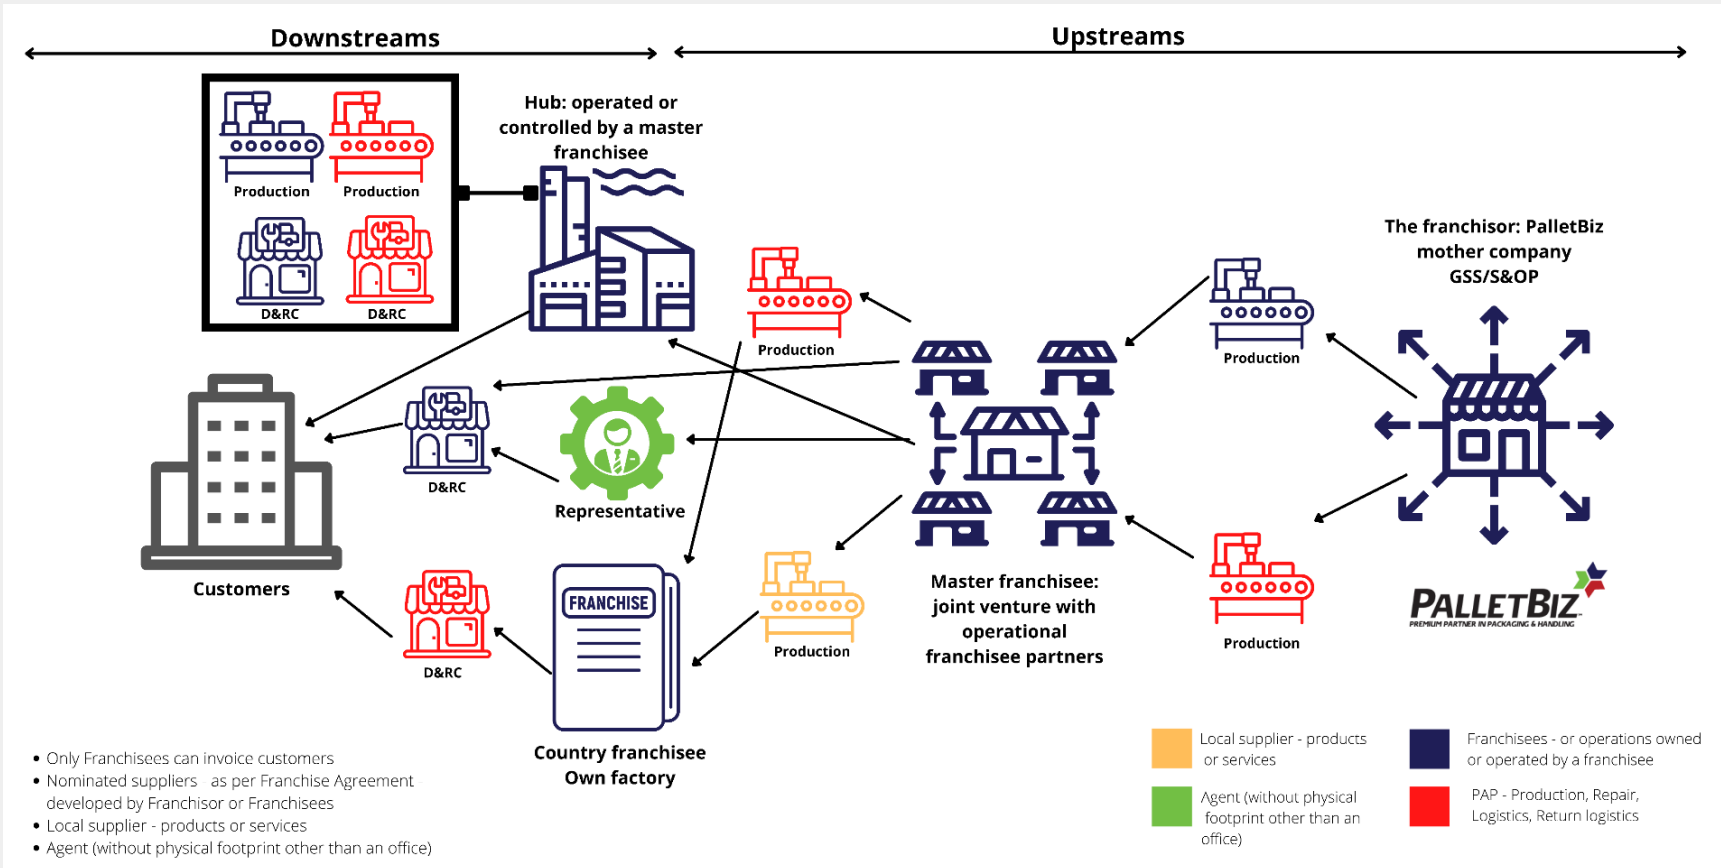 Downstreams
Upstreams
Hub: operated or
controlled by a master
franchisee
Production
Production
D&RC
D&RC
The franchisor: PalletBiz
mother company
GSS/S&OP
Production
Production
D&RC
Representative
Customers
FRANCHISE
D&RC
Production
Master franchisee:
joint venture with
operational
franchisee partners
Production
PALLETBIZ
PREMIUM PARTNER IN PACKAGING & HANDLING
Country franchisee
Own factory
• Only Franchisees can invoice customers
• Nominated suppliers as per Franchise Agreement
developed by Franchisor or Franchisees
• Local supplier - products or services
• Agent (without physical footprint other than an office)
Local supplier - products
or services
Franchisees - or operations owned
or operated by a franchisee
Agent (without physical
footprint other than an
office)
PAP - Production, Repair,
Logistics, Return logistics